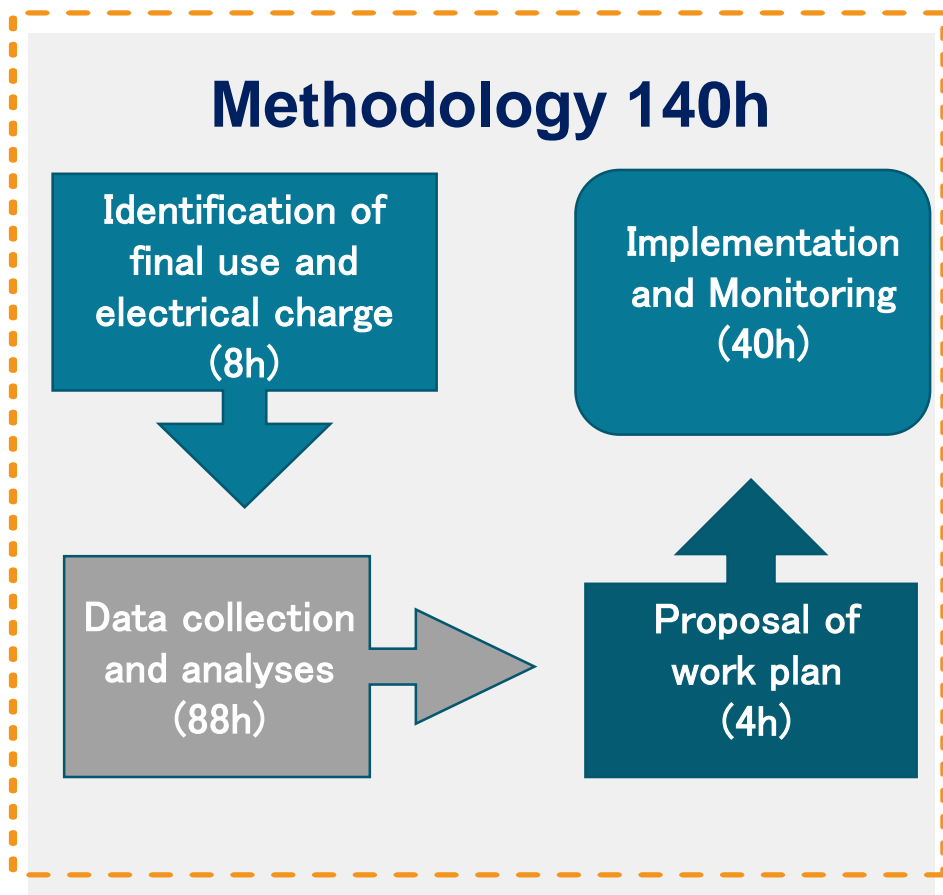 Methodology 140h
Identification of
final use and
electrical charge
(8h)
Data collection
and analyses
(88h)
Proposal of
work plan
(4h)
Implementation
and Monitoring
(40h)